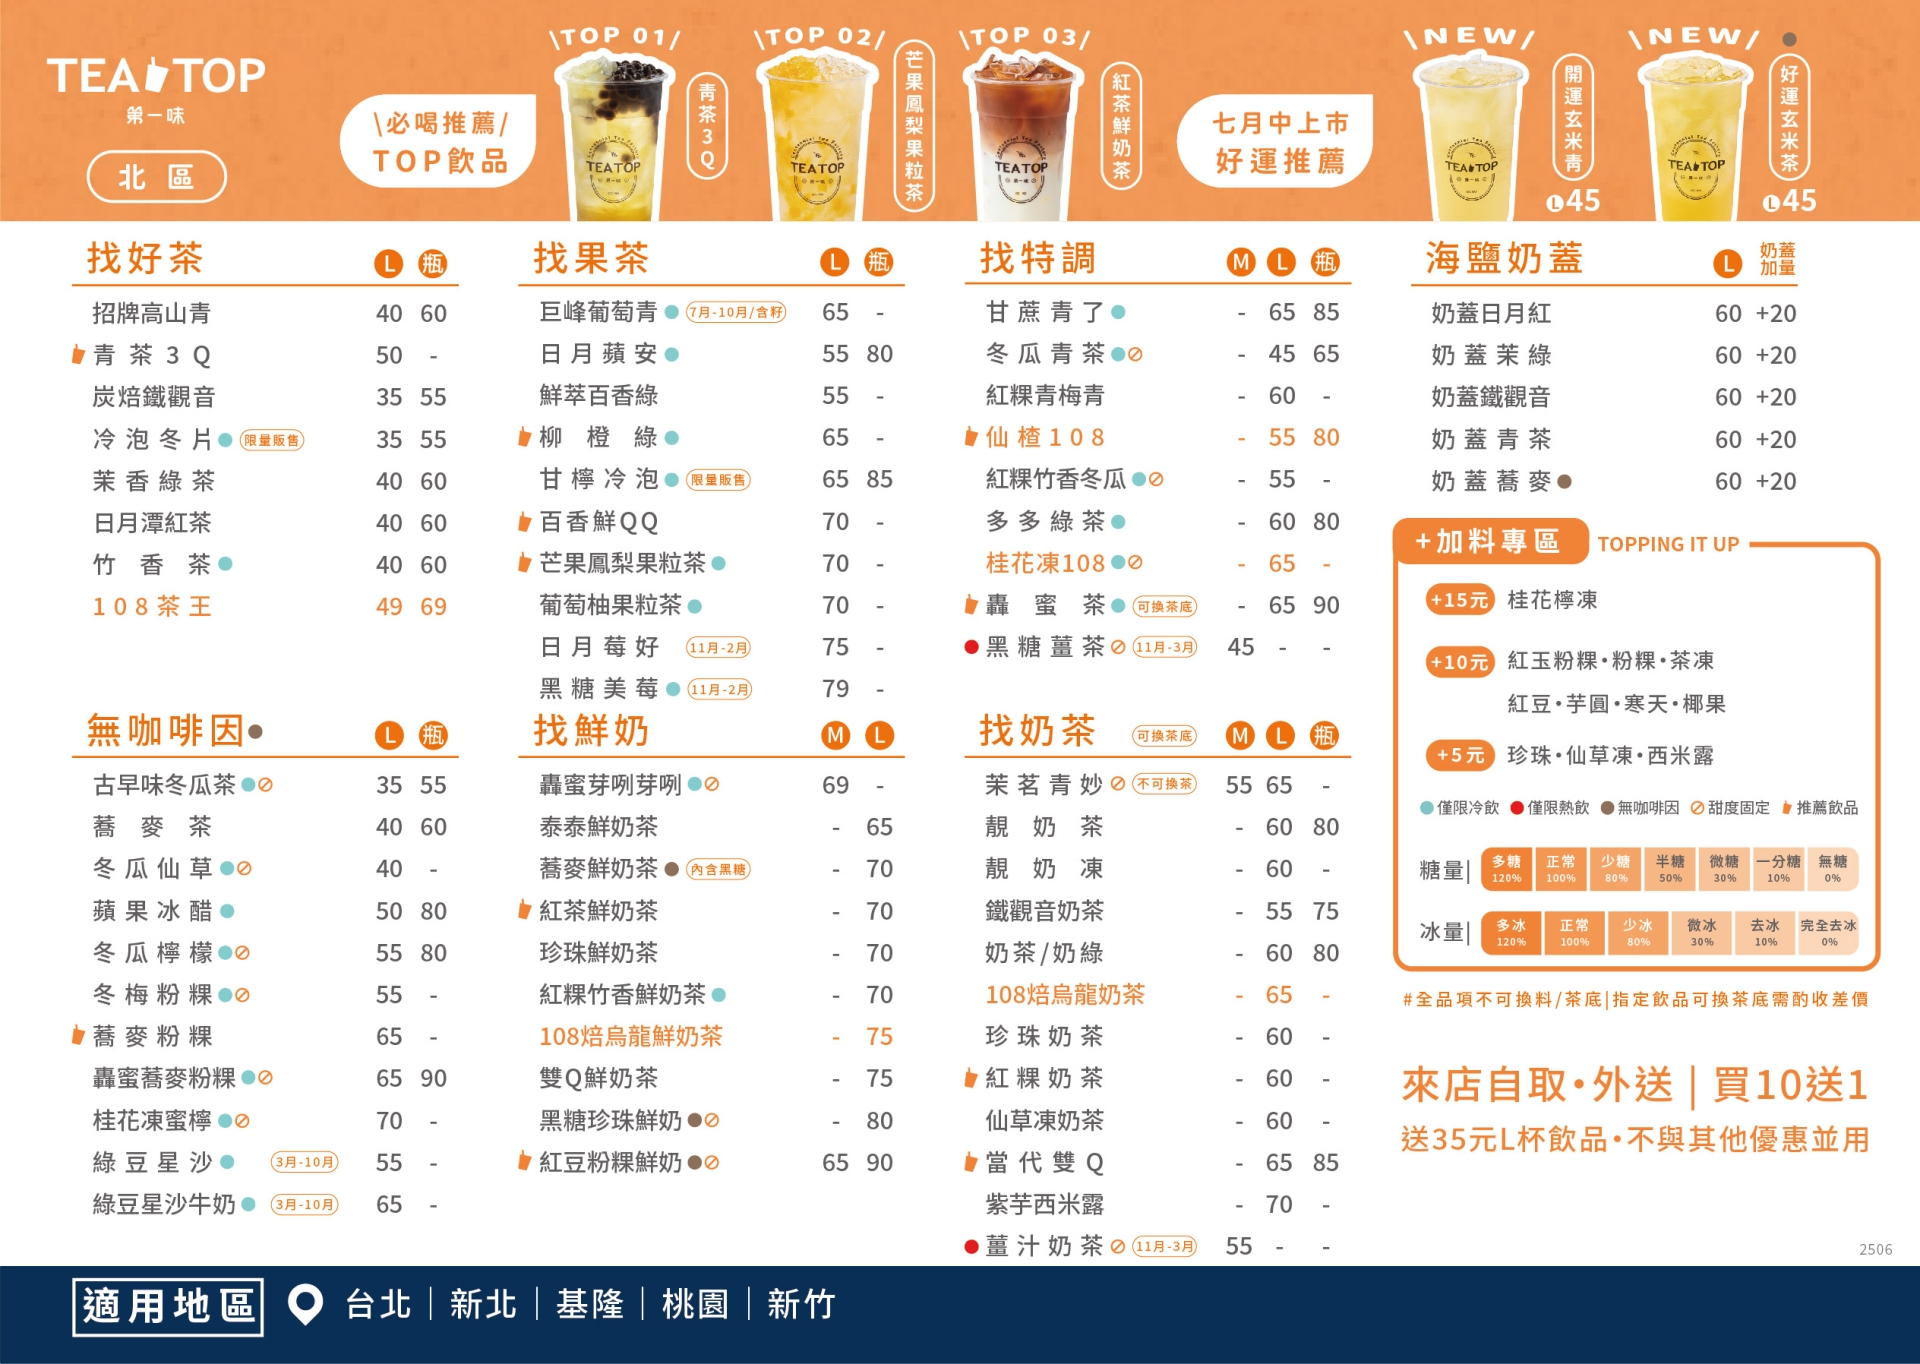 TEA TOP
第一味
北區
\必喝推薦/
TOP飲品
\TOP 01/
青茶3Q
\TOP 02/
芒果鳳梨果粒茶
\TOP 03/
紅茶鮮奶茶
七月中上市
好運推薦
\NEW/
開運玄米青
L45
\NEW/
好運玄米茶
L45
TEATOP
第一味
TEATOP
第一味
TEATOP
第一味
TEATOP
第一味
TEATOP
第一味
找好茶 L 瓶
招牌高山青 40 60
青茶3Q 50 -
炭焙鐵觀音 35 55
冷泡冬片 限量販售 35 55
茉香綠茶 40 60
日月潭紅茶 40 60
竹香茶 40 60
108茶王 49 69
找果茶 L 瓶
巨峰葡萄青 7月-10月/含籽 65 -
日月蘋安 55 80
鮮萃百香綠 55 -
柳橙綠 65 -
甘檸冷泡 限量販售 65 85
百香鮮QQ 70 -
芒果鳳梨果粒茶 70 -
葡萄柚果粒茶 70 -
日月莓好 11月-2月 75 -
黑糖美莓 11月-2月 79 -
找特調 M L 瓶
甘蔗青了 - 65 85
冬瓜青茶 - 45 65
紅粿青梅青 - 60 -
仙楂108 - 55 80
紅粿竹香冬瓜 - 55 -
多多綠茶 - 60 80
桂花凍108 - 65 -
轟蜜茶 可換茶底 - 65 90
黑糖薑茶 11月-3月 45 - -
海鹽奶蓋 L 奶蓋加量
奶蓋日月紅 60 +20
奶蓋茉綠 60 +20
奶蓋鐵觀音 60 +20
奶蓋青茶 60 +20
奶蓋蕎麥 60 +20
無咖啡因 L 瓶
古早味冬瓜茶 35 55
蕎麥茶 40 60
冬瓜仙草 40 -
蘋果冰醋 50 80
冬瓜檸檬 55 80
冬梅粉粿 55 -
蕎麥粉粿 65 -
轟蜜蕎麥粉粿 65 90
桂花凍蜜檸 70 -
綠豆星沙 3月-10月 55 -
綠豆星沙牛奶 3月-10月 65 -
找鮮奶 M L
轟蜜芽咧芽咧 69 -
泰泰鮮奶茶 - 65
蕎麥鮮奶茶 內含黑糖 - 70
紅茶鮮奶茶 - 70
珍珠鮮奶茶 - 70
紅粿竹香鮮奶茶 - 70
108焙烏龍鮮奶茶 - 75
雙Q鮮奶茶 - 75
黑糖珍珠鮮奶 - 80
紅豆粉粿鮮奶 65 90
找奶茶 可換茶底 M L 瓶
茉茗青妙 不可換茶 55 65 -
靚奶茶 - 60 80
靚奶凍 - 60 -
鐵觀音奶茶 - 55 75
奶茶/奶綠 - 60 80
108焙烏龍奶茶 - 65 -
珍珠奶茶 - 60 -
紅粿奶茶 - 60 -
仙草凍奶茶 - 60 -
當代雙Q - 65 85
紫芋西米露 - 70 -
薑汁奶茶 11月-3月 55 - -
+加料專區 TOPPING IT UP
+15元 桂花檸凍
+10元 紅玉粉粿•粉粿•茶凍
紅豆•芋圓•寒天•椰果
+5元 珍珠•仙草凍•西米露
僅限冷飲 僅限熱飲 無咖啡因 甜度固定 推薦飲品
糖量| 多糖 正常 少糖 半糖 微糖 一分糖 無糖
120% 100% 80% 50% 30% 10% 0%
冰量| 多冰 正常 少冰 微冰 去冰 完全去冰
120% 100% 80% 30% 10% 0%
#全品項不可換料/茶底|指定飲品可換茶底需酌收差價
來店自取•外送｜買10送1
送35元L杯飲品•不與其他優惠並用
2506
適用地區 台北｜新北｜基隆｜桃園｜新竹